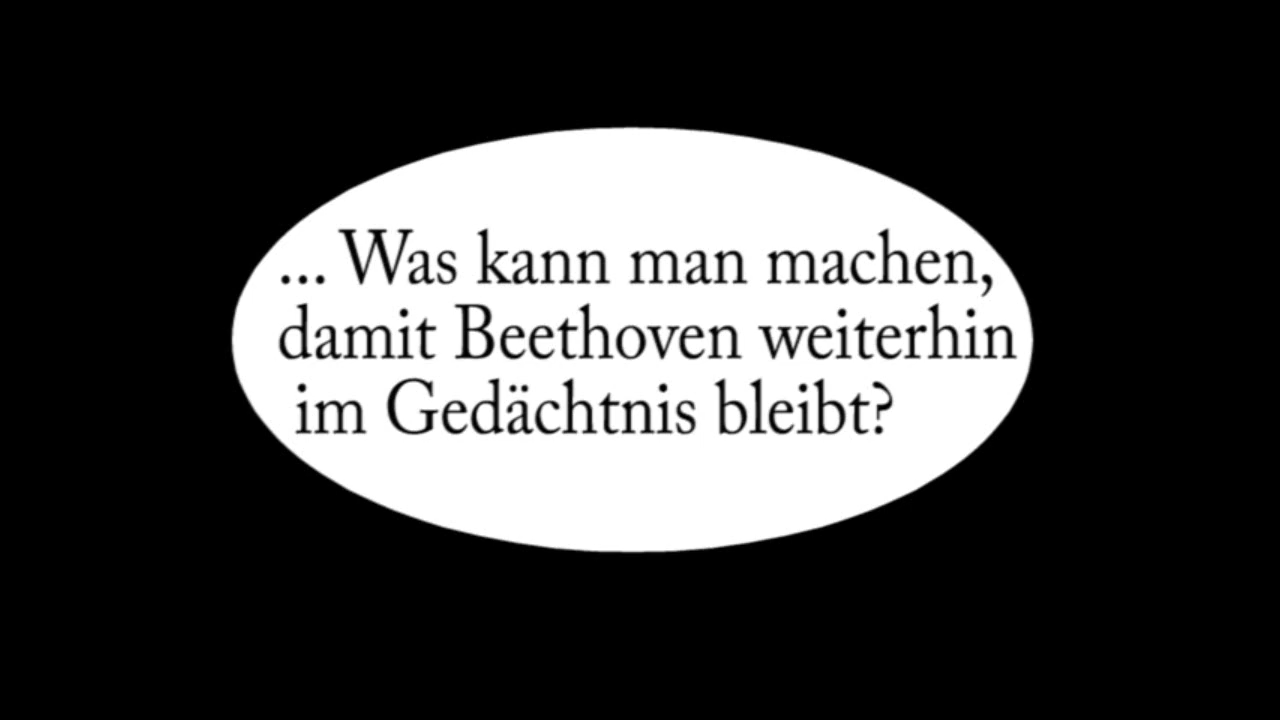 ... Was kann man machen,
damit Beethoven weiterhin
im Gedächtnis bleibt?